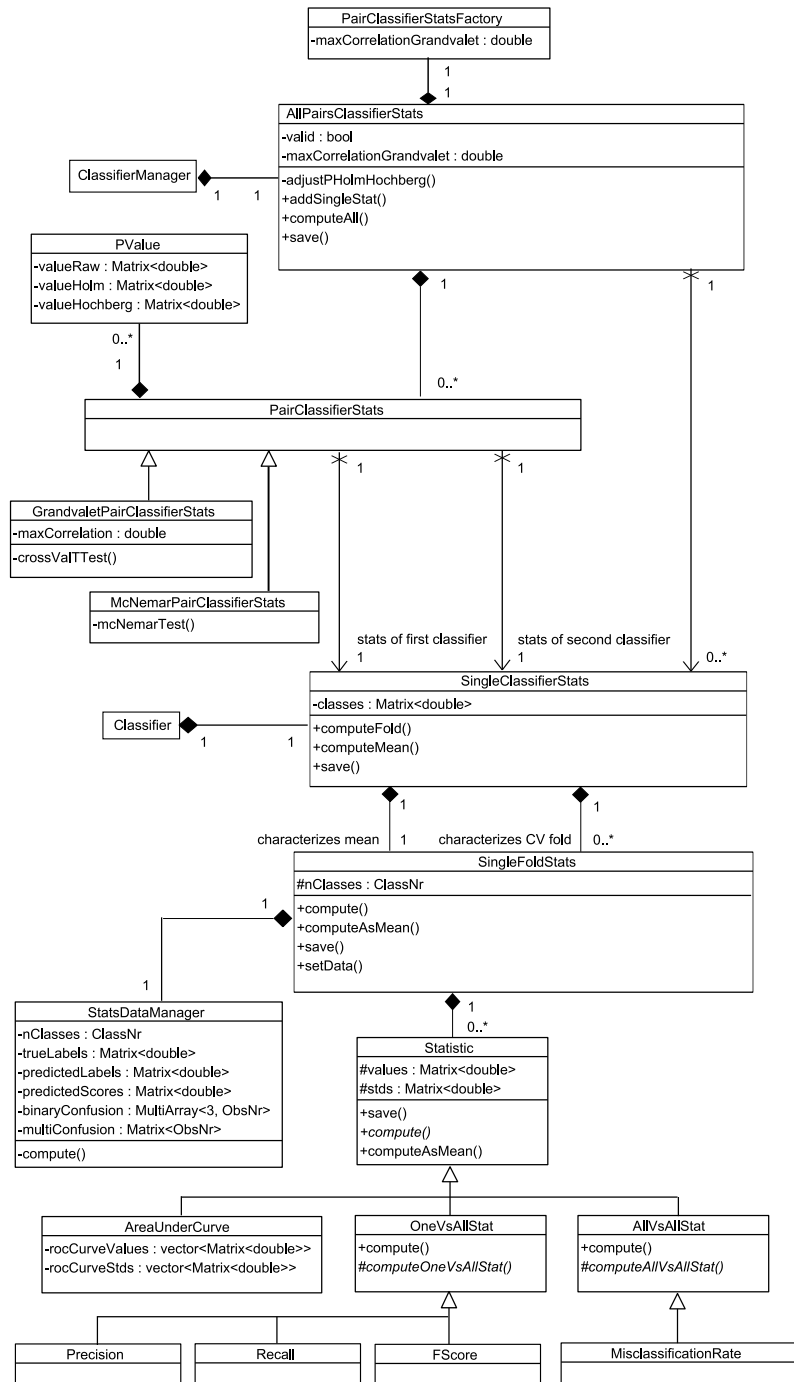 PairClassifierStatsFactory
-maxCorrelationGrandvalet : double
1
1
AllPairsClassifierStats
-valid : bool
-maxCorrelationGrandvalet : double
-adjustPHolmHochberg()
+addSingleStat()
+computeAll()
+save()
ClassifierManager
1
1
PValue
-valueRaw : Matrix<double>
-valueHolm : Matrix<double>
-valueHochberg : Matrix<double>
1
1
0..*
1
0..*
PairClassifierStats
1
1
GrandvaletPairClassifierStats
-maxCorrelation : double
-crossValTTest()
McNemarPairClassifierStats
-mcNemarTest()
stats of first classifier
1
stats of second classifier
1
0..*
SingleClassifierStats
-classes : Matrix<double>
+computeFold()
+computeMean()
+save()
Classifier
1
1
1
1
characterizes mean
1
characterizes CV fold
0..*
SingleFoldStats
#nClasses : ClassNr
+compute()
+computeAsMean()
+save()
+setData()
1
1
StatsDataManager
-nClasses : ClassNr
-trueLabels : Matrix<double>
-predictedLabels : Matrix<double>
-predictedScores : Matrix<double>
-binaryConfusion : MultiArray<3, ObsNr>
-multiConfusion : Matrix<ObsNr>
-compute()
1
0..*
Statistic
#values : Matrix<double>
#stds : Matrix<double>
+save()
+compute()
+computeAsMean()
AreaUnderCurve
-rocCurveValues : vector<Matrix<double>>
-rocCurveStds : vector<Matrix<double>>
OneVsAllStat
+compute()
#computeOneVsAllStat()
AllVsAllStat
+compute()
#computeAllVsAllStat()
Precision
Recall
FScore
MisclassificationRate